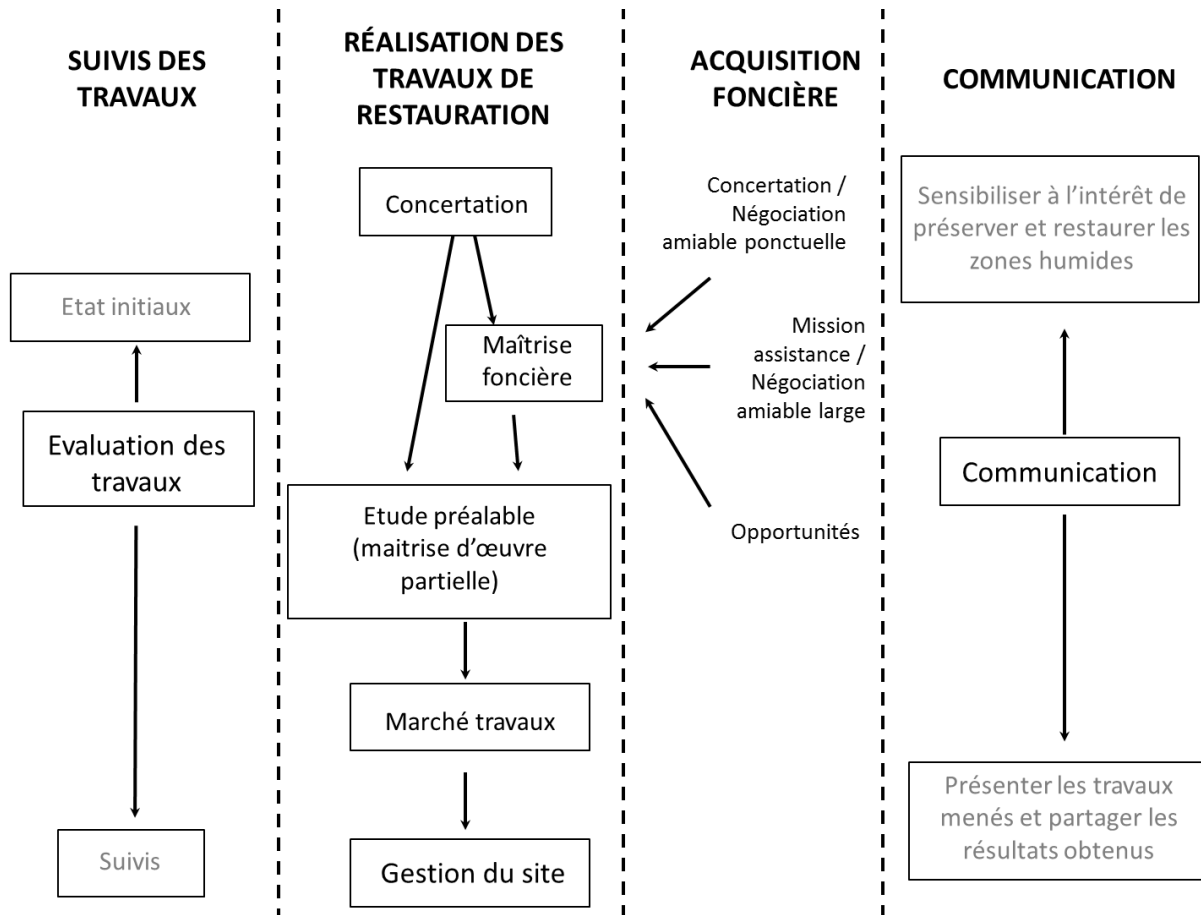 SUIVIS DES
TRAVAUX
Etat initiaux
Evaluation des
travaux
Suivis
RÉALISATION DES
TRAVAUX DE
RESTAURATION
Concertation
Maîtrise
foncière
Etude préalable
(maitrise d’œuvre
partielle)
Marché travaux
Gestion du site
ACQUISITION
FONCIÈRE
Concertation /
Négociation
amiable ponctuelle
Mission
assistance /
Négociation
amiable large
Opportunités
COMMUNICATION
Sensibiliser à l’intérêt de
préserver et restaurer les
zones humides
Communication
Présenter les travaux
menés et partager les
résultats obtenus